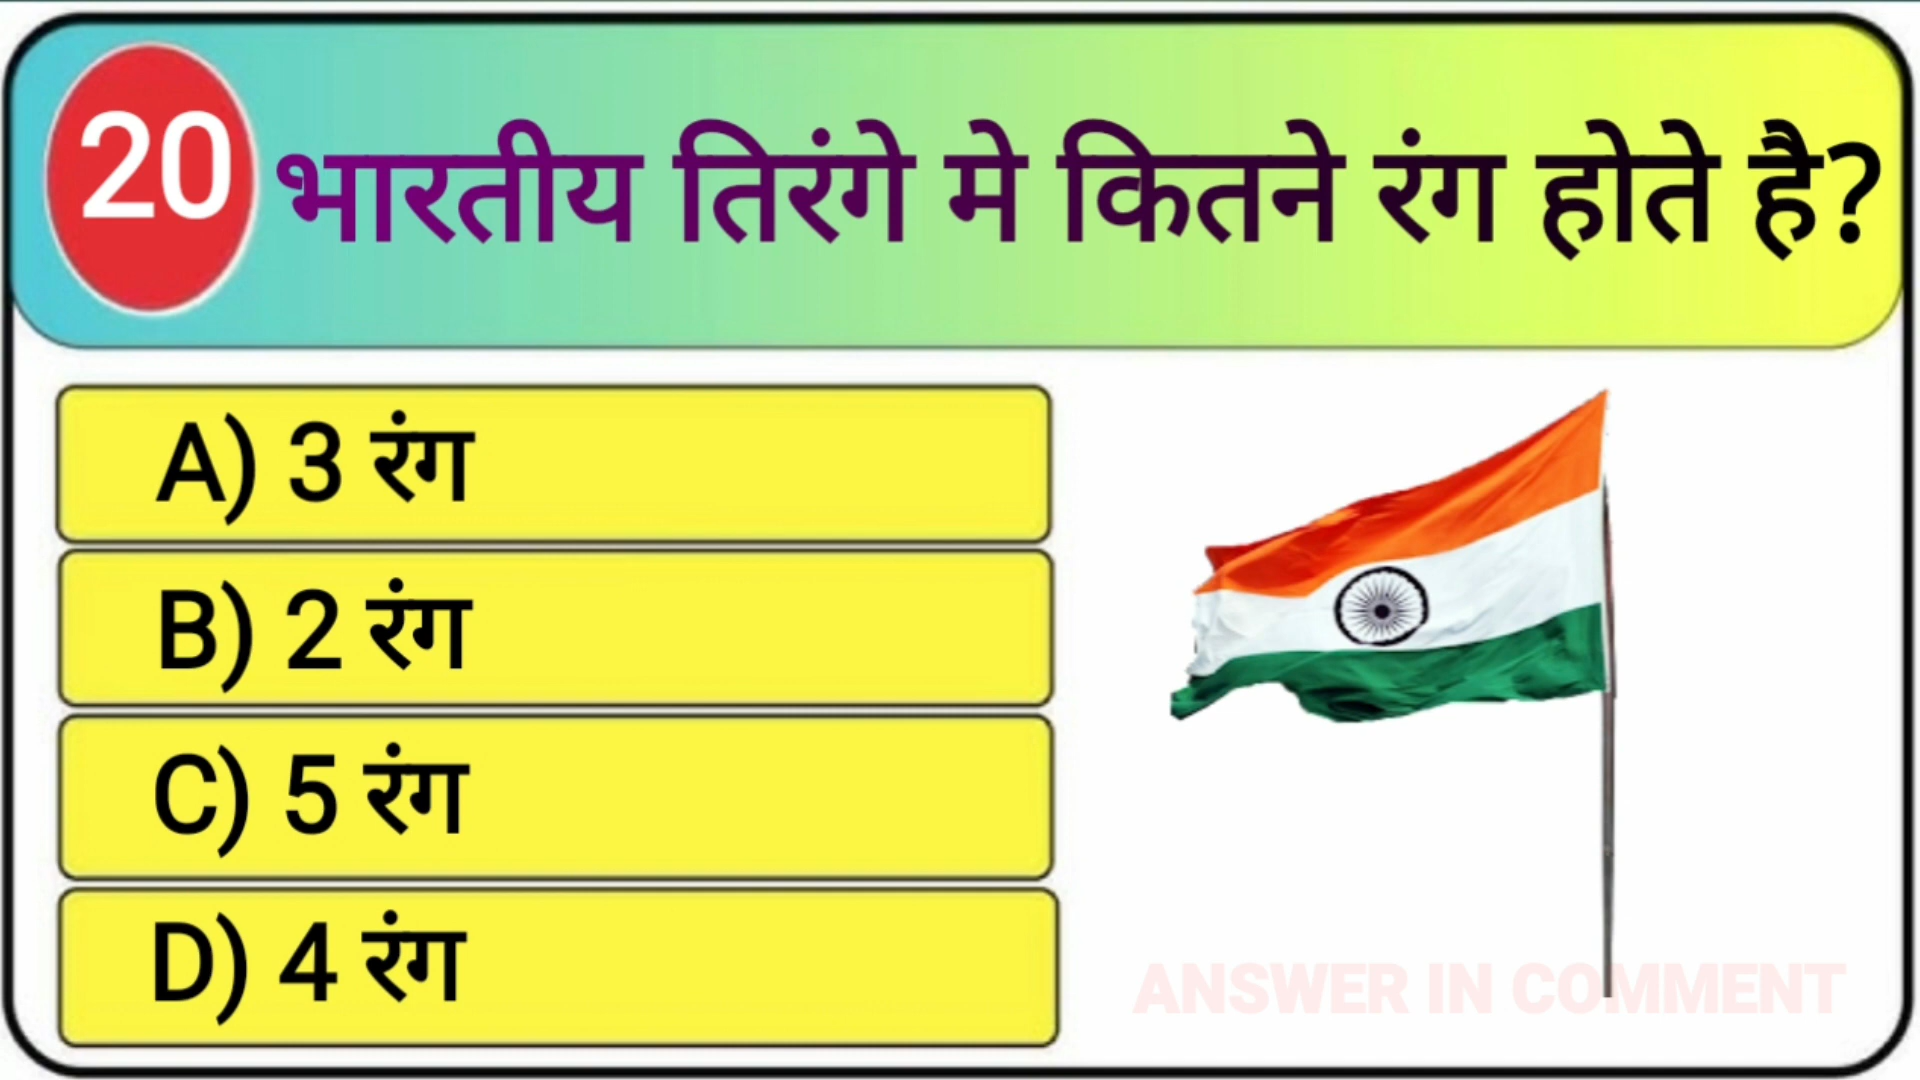 20 भारतीय तिरंगे मे कितने रंग होते है?
A) 3 रंग
B) 2 रंग
C) 5 रंग
D) 4 रंग
ANSWER IN COMMENT